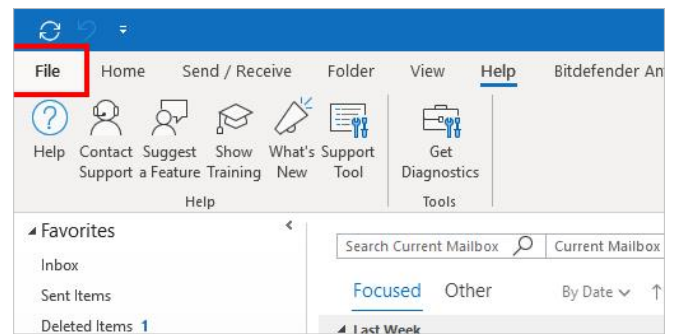 File Home Send / Receive Folder View Help Bitdefender An
Help Contact Suggest Show What's Support Get
Support a Feature Training New Tool Diagnostics
Help Tools
Favorites
Search Current Mailbox Current Mailbox
Inbox
Focused Other By Date
Sent Items
Deleted Items 1
Last Week